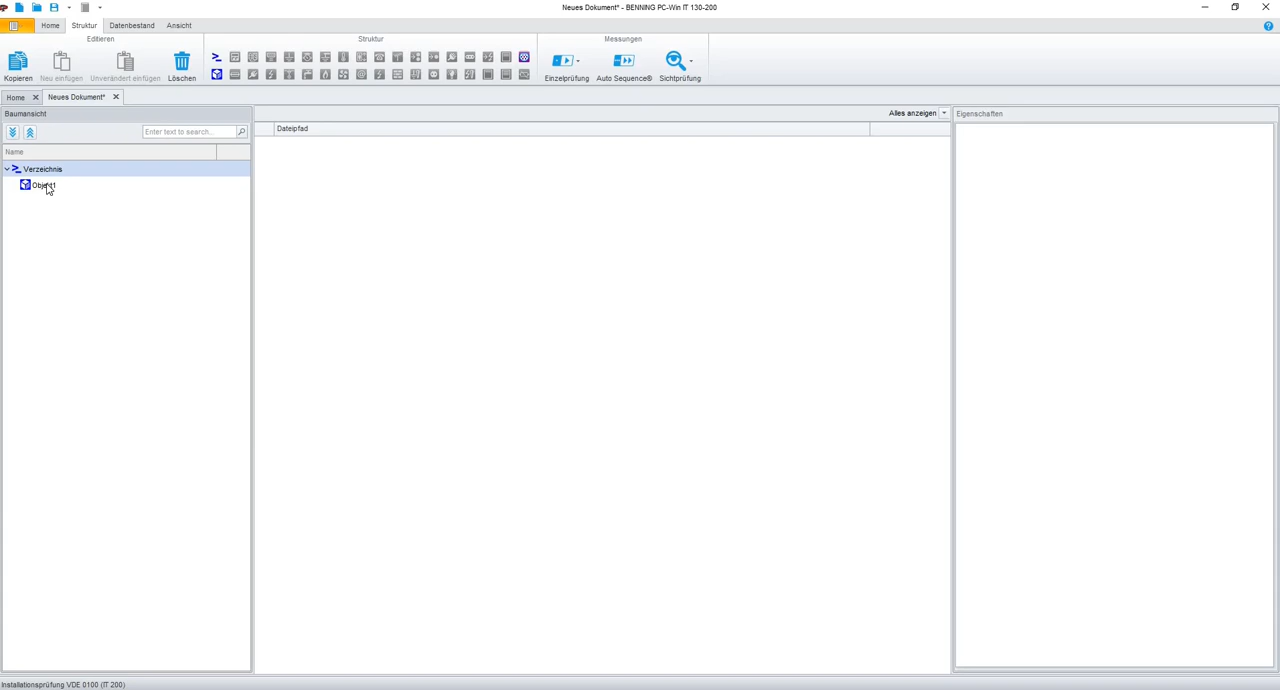 Neues Dokument* - BENNING PC-Win IT 130-200
Home Struktur Datenbestand Ansicht
Editieren Struktur Messungen
Kopieren Neu einfügen Unverändert einfügen Löschen Einzelprüfung Auto Sequence® Sichtprüfung
Home Neues Dokument*
Baumansicht Alles anzeigen Eigenschaften
Enter text to search... Dateipfad
Name
Verzeichnis
Objekt1
Installationsprüfung VDE 0100 (IT 200)